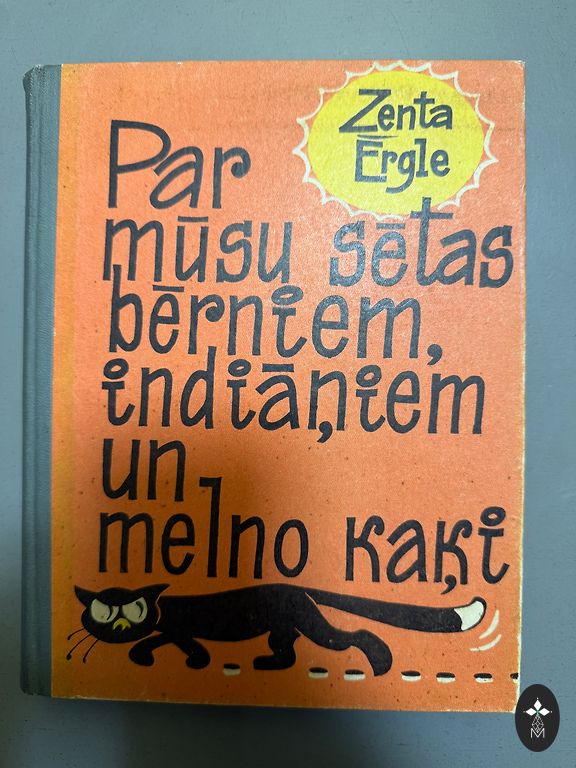 Zenta
Ērgle
Par
mūsu sētas
bērniem,
indiāņiem
un
melno kaķi